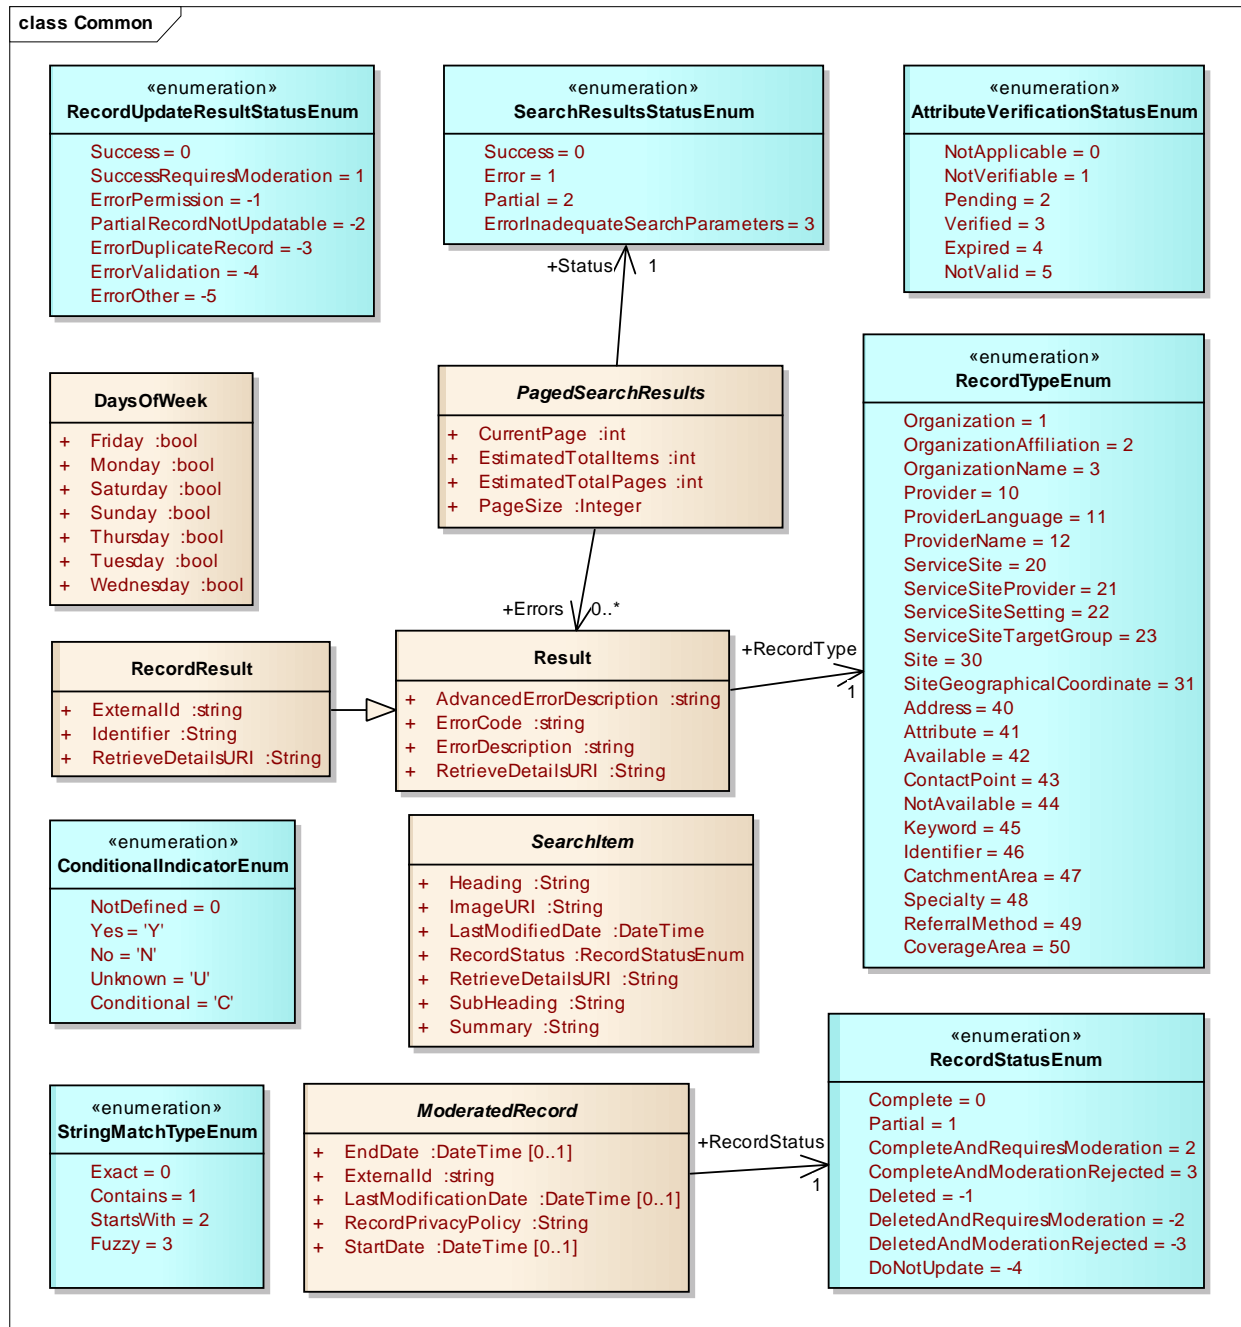 class Common
«enumeration»
RecordUpdateResultStatusEnum
Success = 0
SuccessRequiresModeration = 1
ErrorPermission = -1
PartialRecordNotUpdatable = -2
ErrorDuplicateRecord = -3
ErrorValidation = -4
ErrorOther = -5
«enumeration»
SearchResultsStatusEnum
Success = 0
Error = 1
Partial = 2
ErrorInadequateSearchParameters = 3
«enumeration»
AttributeVerificationStatusEnum
NotApplicable = 0
NotVerifiable = 1
Pending = 2
Verified = 3
Expired = 4
NotValid = 5
+Status
1
DaysOfWeek
+ Friday :bool
+ Monday :bool
+ Saturday :bool
+ Sunday :bool
+ Thursday :bool
+ Tuesday :bool
+ Wednesday :bool
PagedSearchResults
+ CurrentPage :int
+ EstimatedTotalItems :int
+ EstimatedTotalPages :int
+ PageSize :Integer
«enumeration»
RecordTypeEnum
Organization = 1
OrganizationAffiliation = 2
OrganizationName = 3
Provider = 10
ProviderLanguage = 11
ProviderName = 12
ServiceSite = 20
ServiceSiteProvider = 21
ServiceSiteSetting = 22
ServiceSiteTargetGroup = 23
Site = 30
SiteGeographicalCoordinate = 31
Address = 40
Attribute = 41
Available = 42
ContactPoint = 43
NotAvailable = 44
Keyword = 45
Identifier = 46
CatchmentArea = 47
Specialty = 48
ReferralMethod = 49
CoverageArea = 50
+Errors
0..*
RecordResult
+ ExternalId :string
+ Identifier :String
+ RetrieveDetailsURI :String
Result
+ AdvancedErrorDescription :string
+ ErrorCode :string
+ ErrorDescription :string
+ RetrieveDetailsURI :String
+RecordType
1
«enumeration»
ConditionalIndicatorEnum
NotDefined = 0
Yes = 'Y'
No = 'N'
Unknown = 'U'
Conditional = 'C'
SearchItem
+ Heading :String
+ ImageURI :String
+ LastModifiedDate :DateTime
+ RecordStatus :RecordStatusEnum
+ RetrieveDetailsURI :String
+ SubHeading :String
+ Summary :String
«enumeration»
StringMatchTypeEnum
Exact = 0
Contains = 1
StartsWith = 2
Fuzzy = 3
ModeratedRecord
+ EndDate :DateTime [0..1]
+ ExternalId :string
+ LastModificationDate :DateTime [0..1]
+ RecordPrivacyPolicy :String
+ StartDate :DateTime [0..1]
+RecordStatus
1
«enumeration»
RecordStatusEnum
Complete = 0
Partial = 1
CompleteAndRequiresModeration = 2
CompleteAndModerationRejected = 3
Deleted = -1
DeletedAndRequiresModeration = -2
DeletedAndModerationRejected = -3
DoNotUpdate = -4